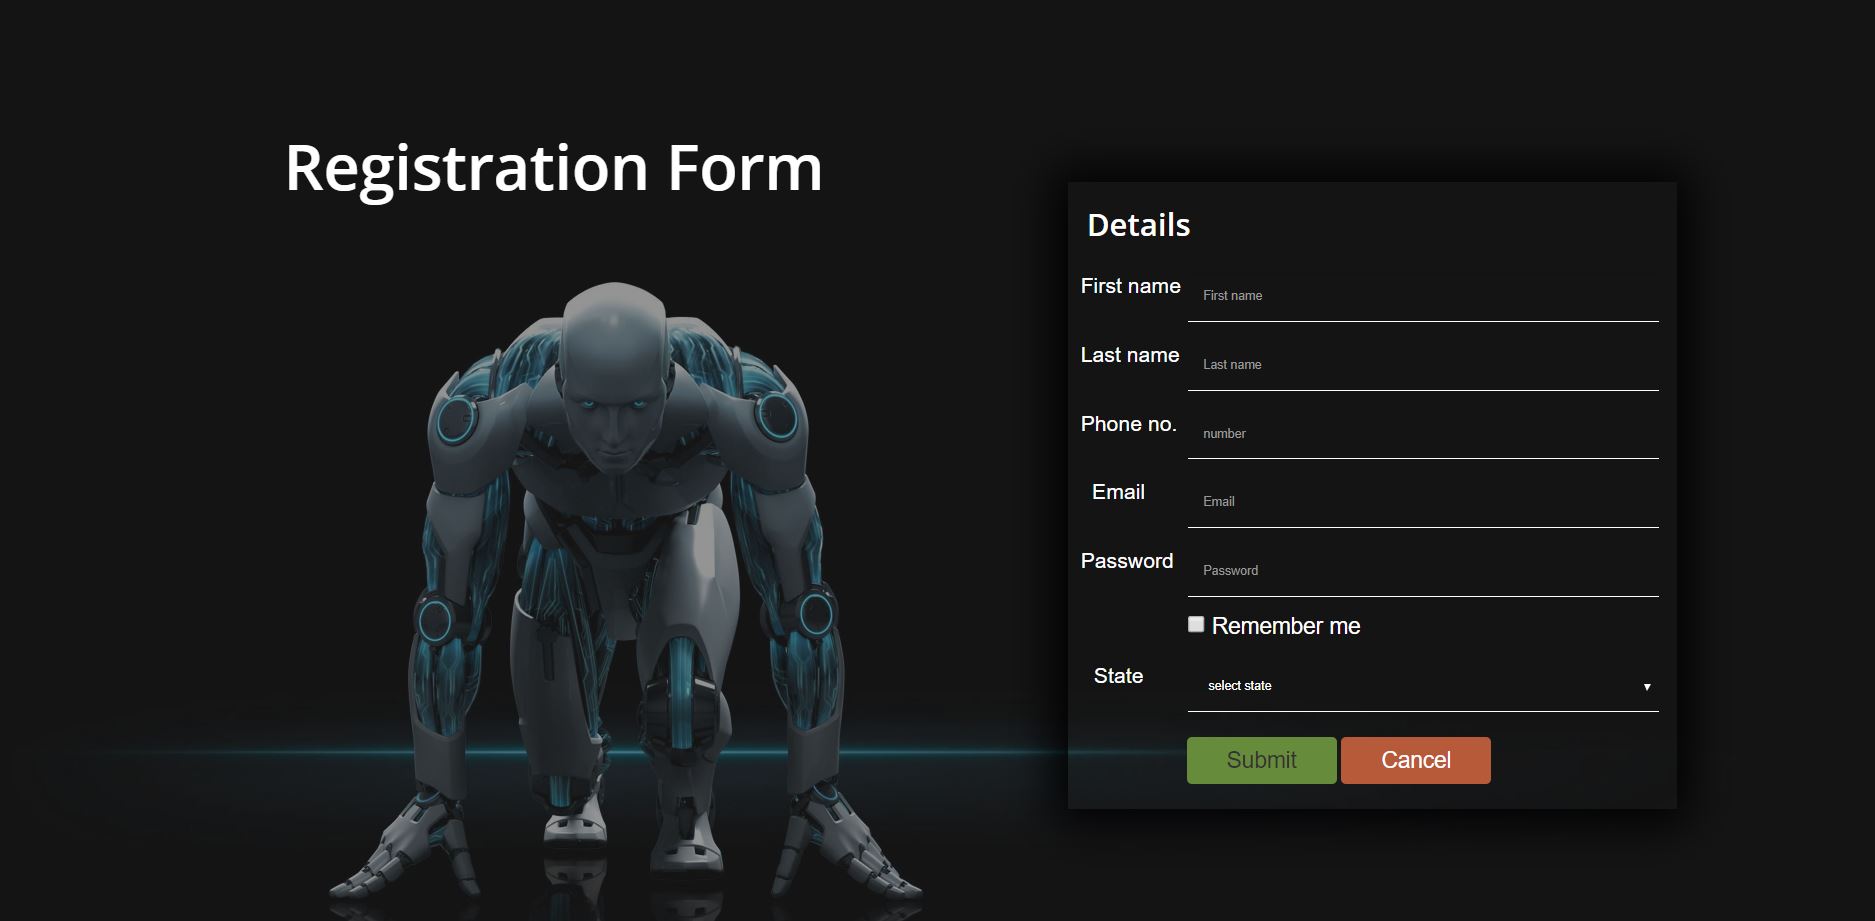 Registration Form
Details
First name
First name
Last name
Last name
Phone no.
number
Email
Email
Password
Password
Remember me
State
select state
Submit
Cancel